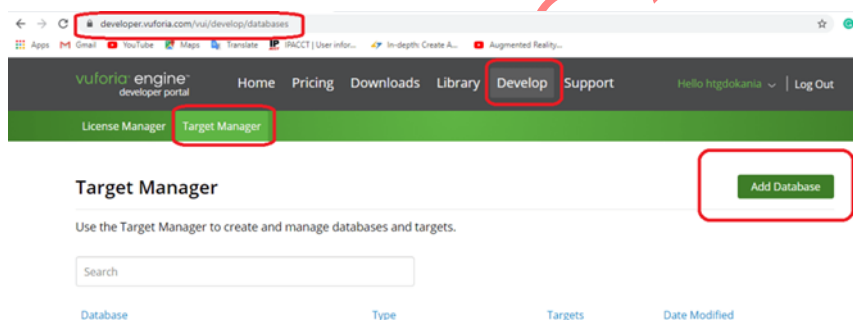 developer.vuforia.com/vui/develop/databases
Apps Gmail YouTube Maps Translate IP IPACCT | User infor... In-depth: Create A... Augmented Reality...
vuforia engine™ developer portal
Home Pricing Downloads Library Develop Support Hello htgdokania | Log Out
License Manager Target Manager
Target Manager
Add Database
Use the Target Manager to create and manage databases and targets.
Search
Database Type Targets Date Modified